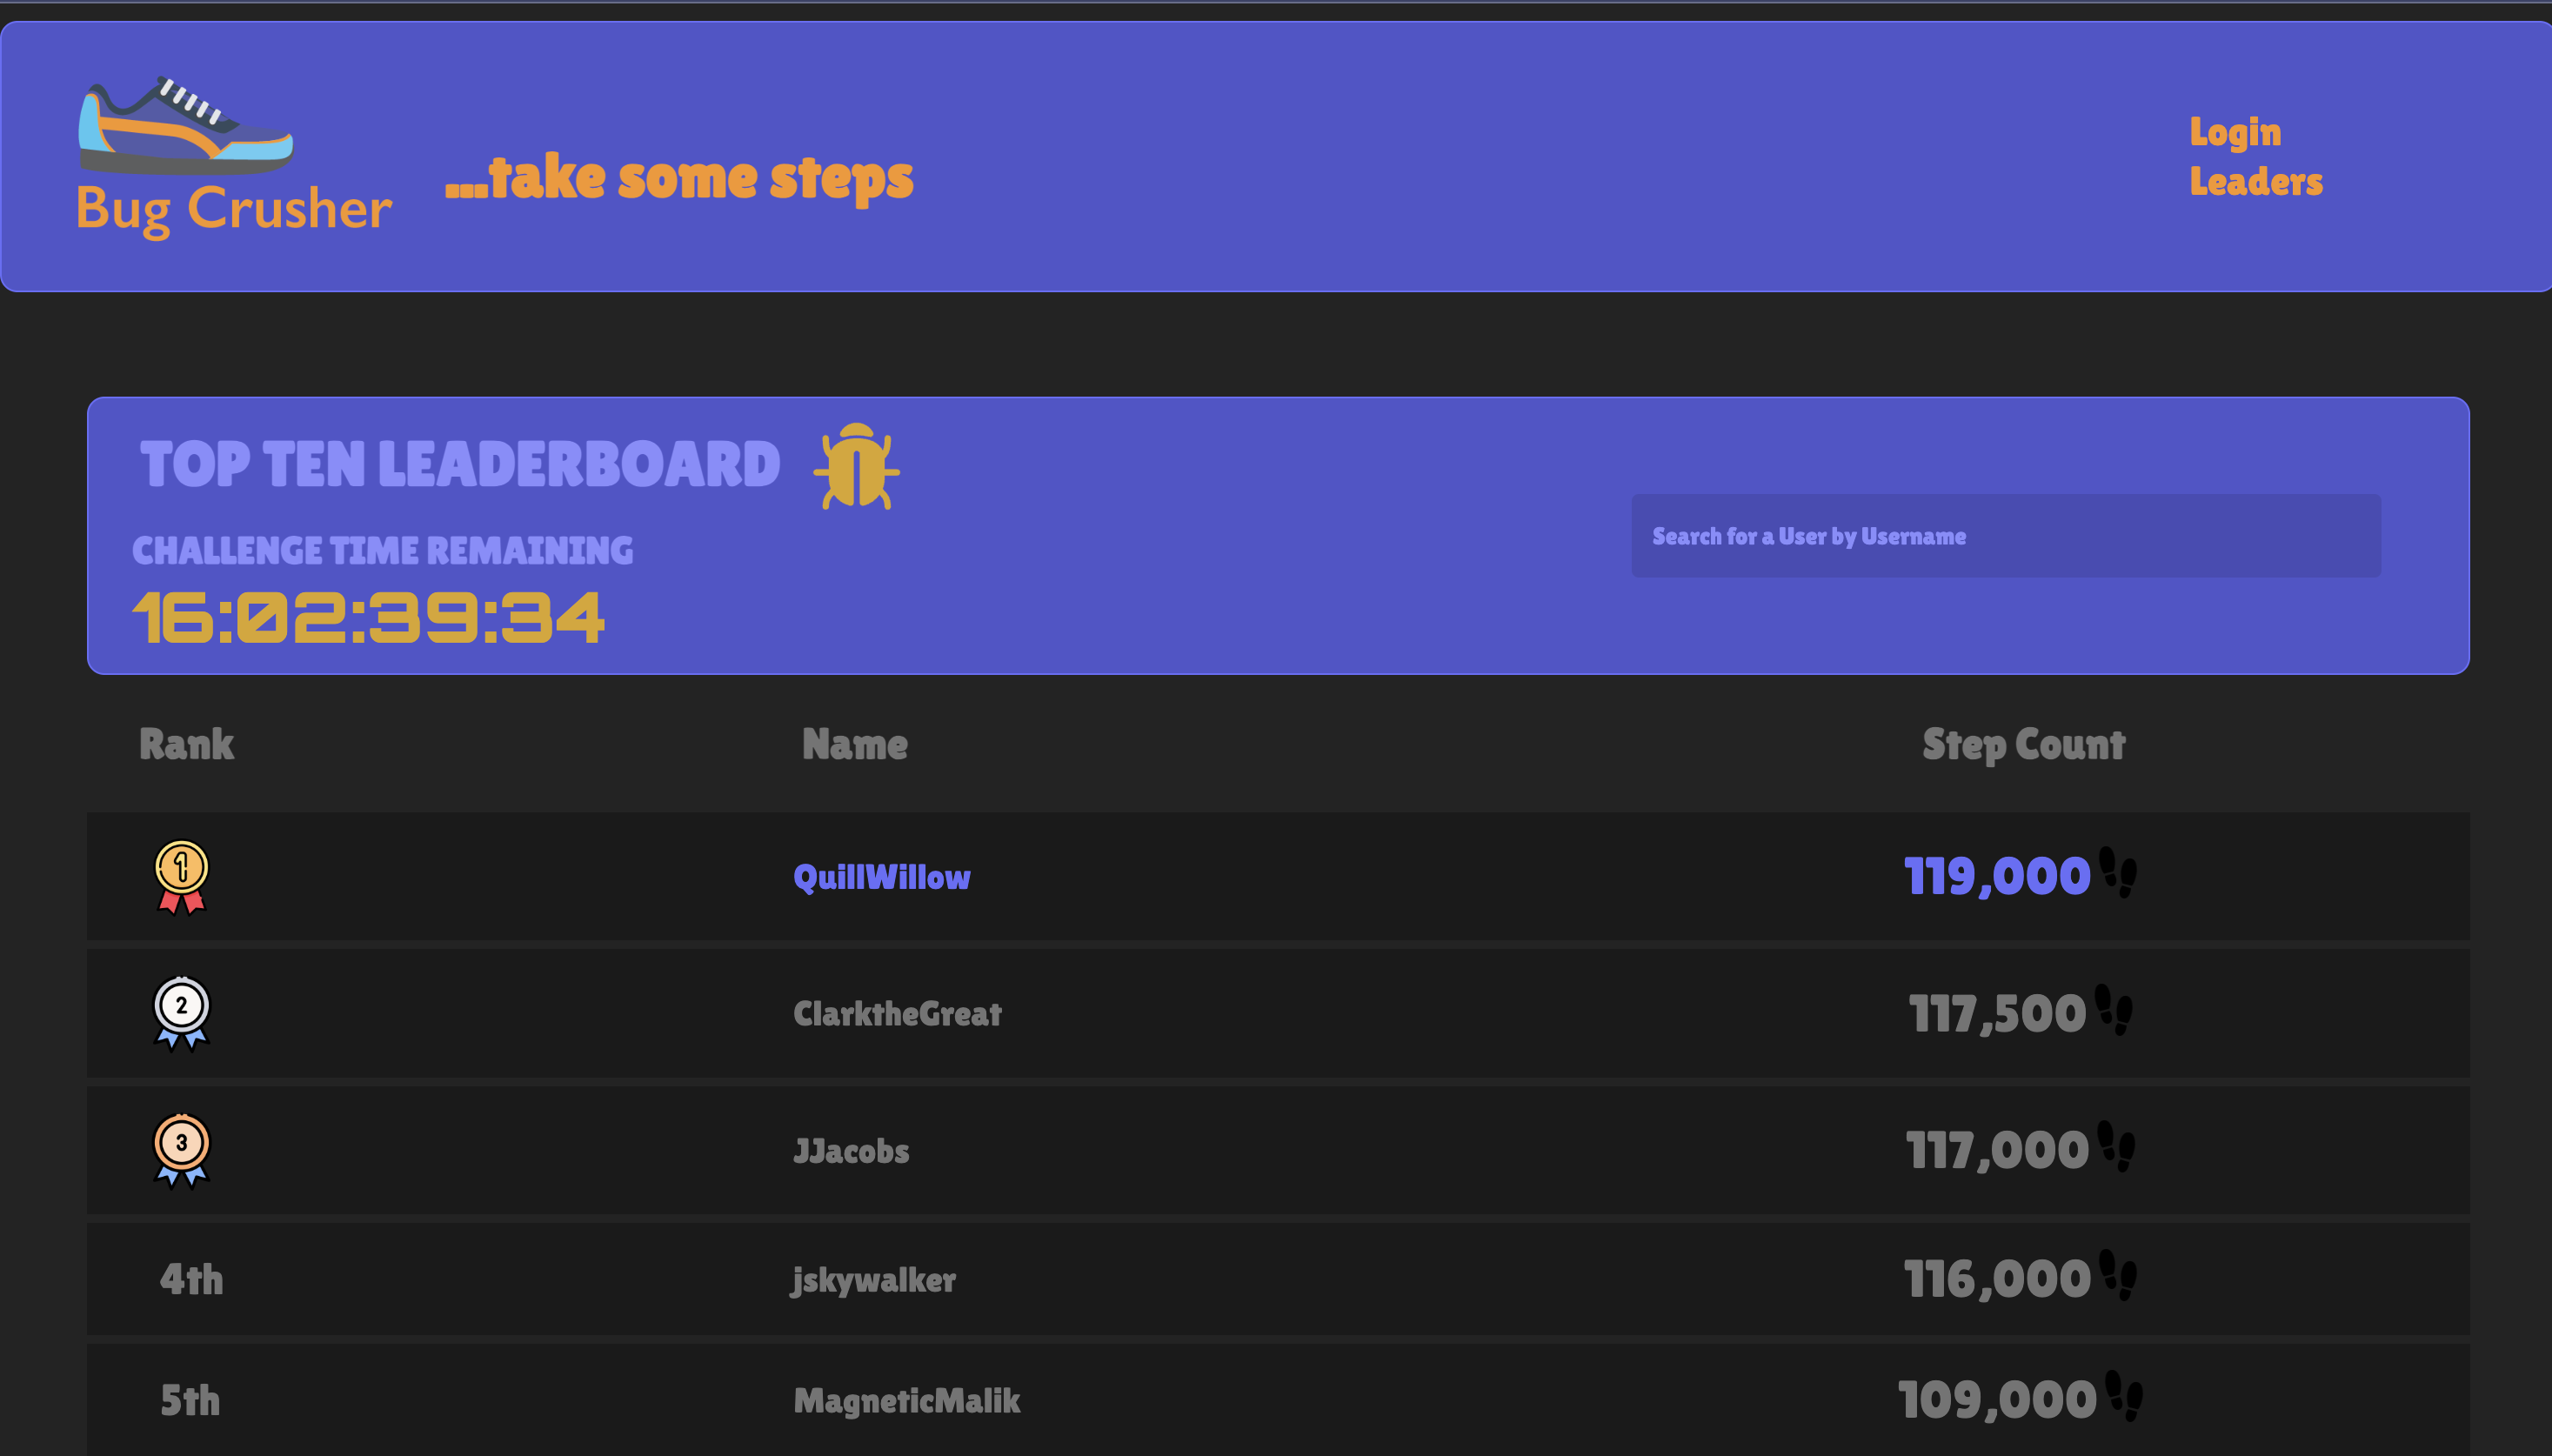 Bug Crusher
...take some steps
Login
Leaders
TOP TEN LEADERBOARD
CHALLENGE TIME REMAINING
16:02:39:34
Search for a User by Username
Rank Name Step Count
1 QuillWillow 119,000
2 ClarktheGreat 117,500
3 JJacobs 117,000
4th jskywalker 116,000
5th MagneticMalik 109,000